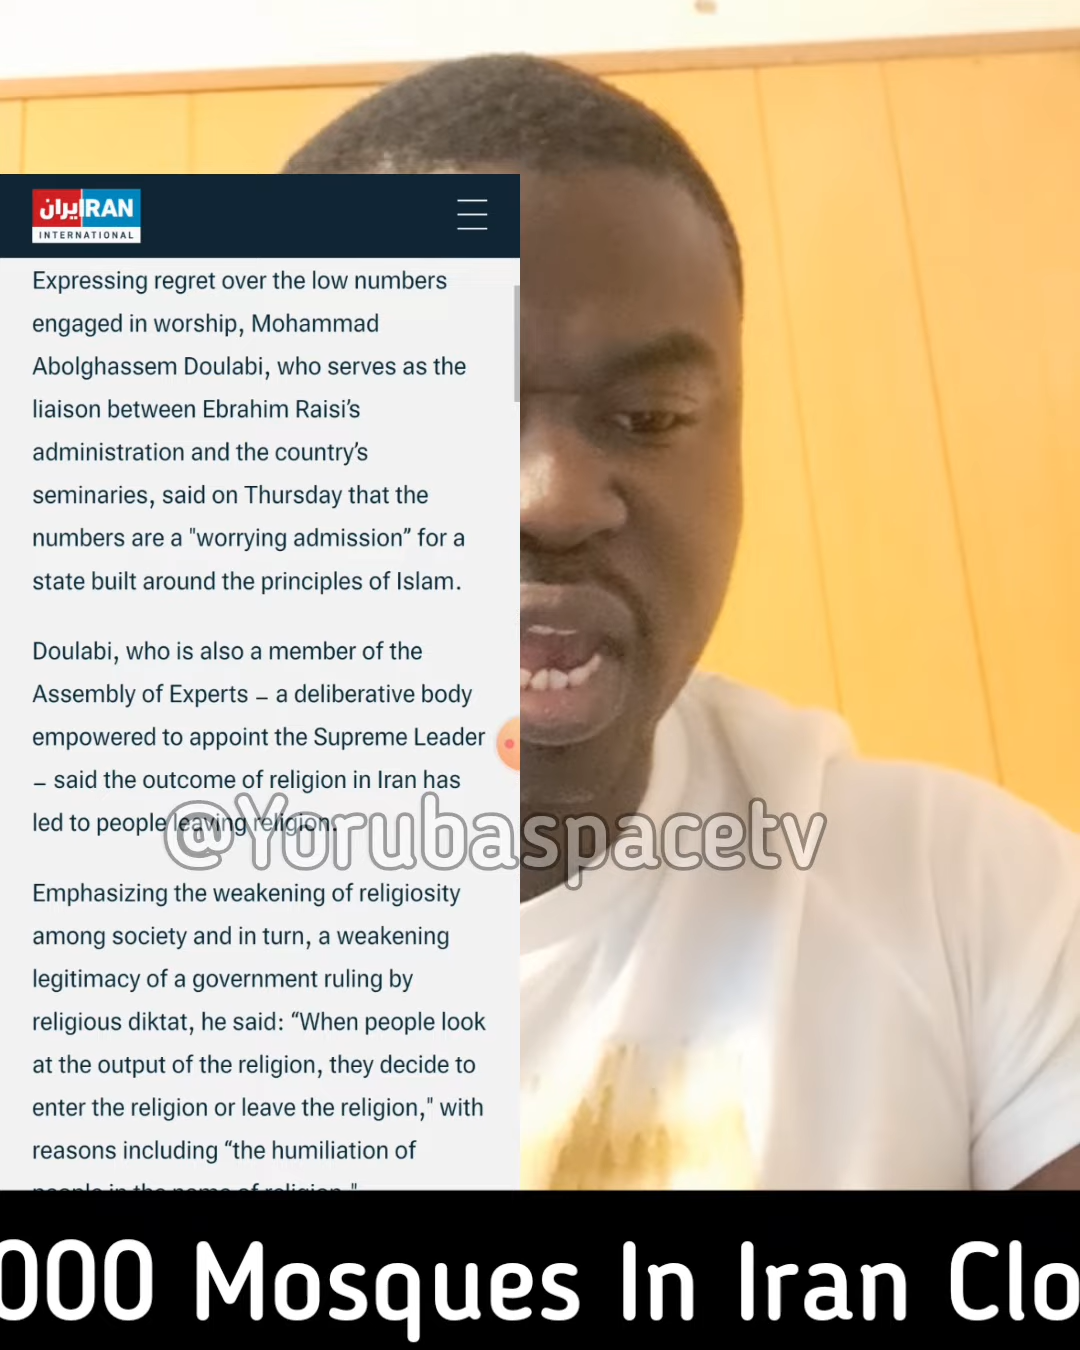 ایران IRAN
INTERNATIONAL
Expressing regret over the low numbers
engaged in worship, Mohammad
Abolghassem Doulabi, who serves as the
liaison between Ebrahim Raisi’s
administration and the country’s
seminaries, said on Thursday that the
numbers are a "worrying admission” for a
state built around the principles of Islam.
Doulabi, who is also a member of the
Assembly of Experts – a deliberative body
empowered to appoint the Supreme Leader
– said the outcome of religion in Iran has
led to people leaving religion.
@Yorubaspacetv
Emphasizing the weakening of religiosity
among society and in turn, a weakening
legitimacy of a government ruling by
religious diktat, he said: “When people look
at the output of the religion, they decide to
enter the religion or leave the religion," with
reasons including “the humiliation of
people in the name of religion."
000 Mosques In Iran Clo